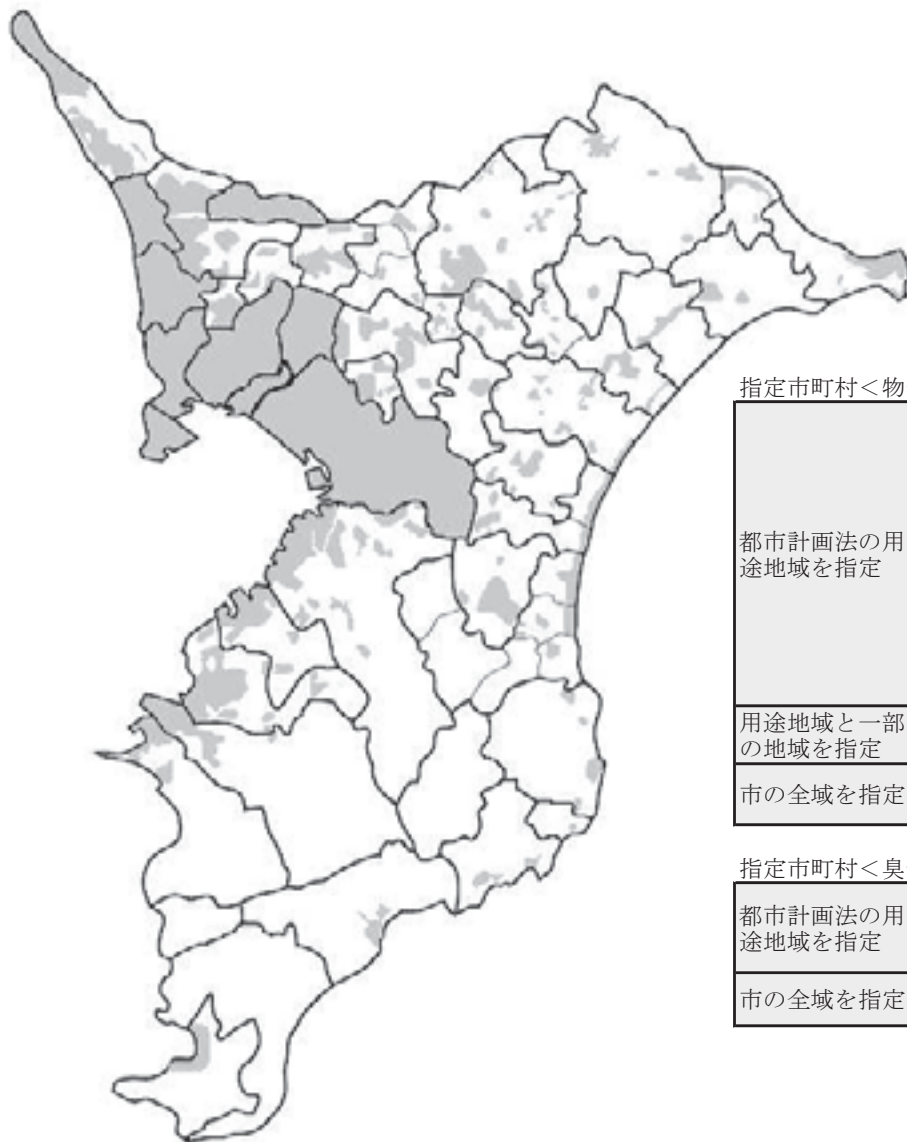 指定市町村＜物
都市計画法の用
途地域を指定
用途地域と一部
の地域を指定
市の全域を指定
指定市町村＜臭
都市計画法の用
途地域を指定
市の全域を指定